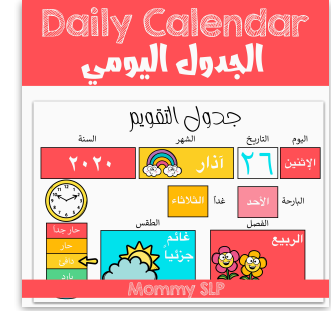 Daily Calendar
الجدول اليومي
جدول التقويم
اليوم التاريخ الشهر السنة
الإثنين ٢٦ آذار ٢٠٢٠
البارحة الأحد غداً الثلاثاء
الفصل الطقس
الربيع غائم جزئياً
حار جداً
حار
دافئ
بارد
Mommy SLP